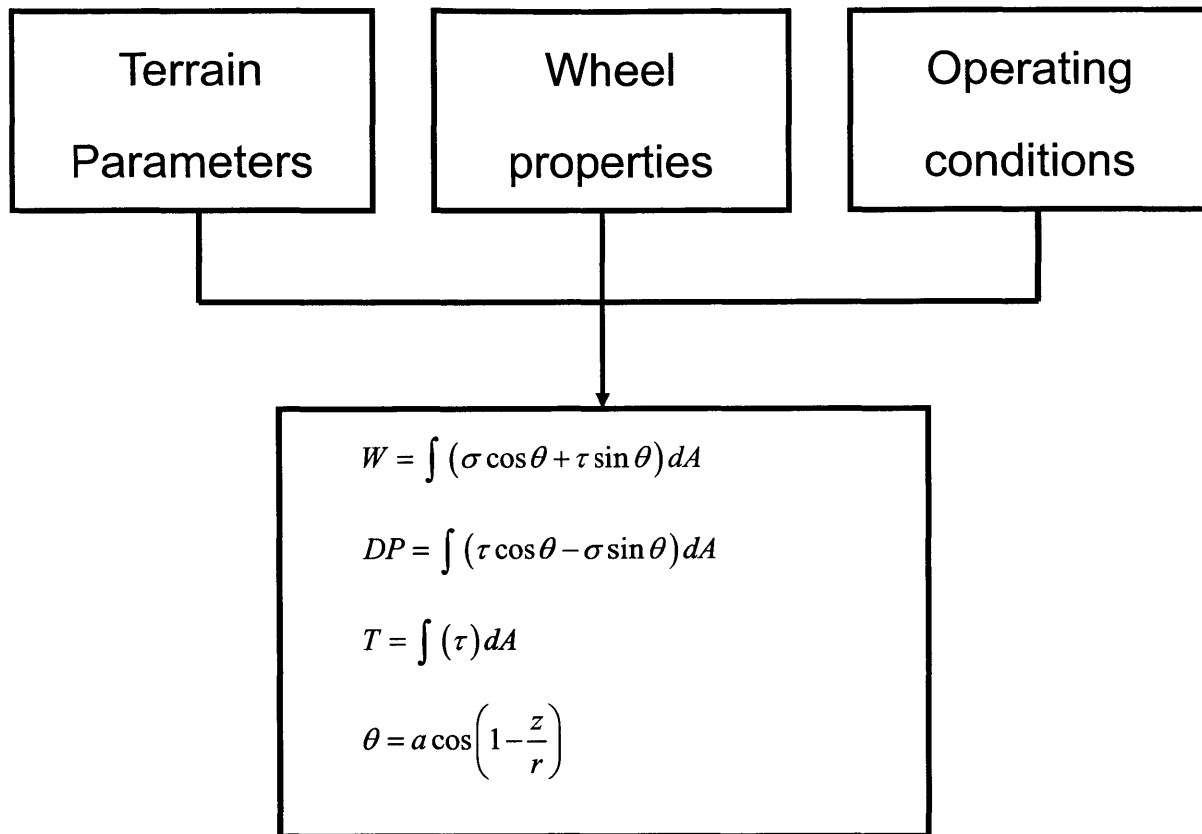 Terrain
Parameters
Wheel
properties
Operating
conditions
W = ∫ (σ cos θ + τ sin θ) dA
DP = ∫ (τ cos θ − σ sin θ) dA
T = ∫ (τ) dA
θ = a cos(1 − z/r)